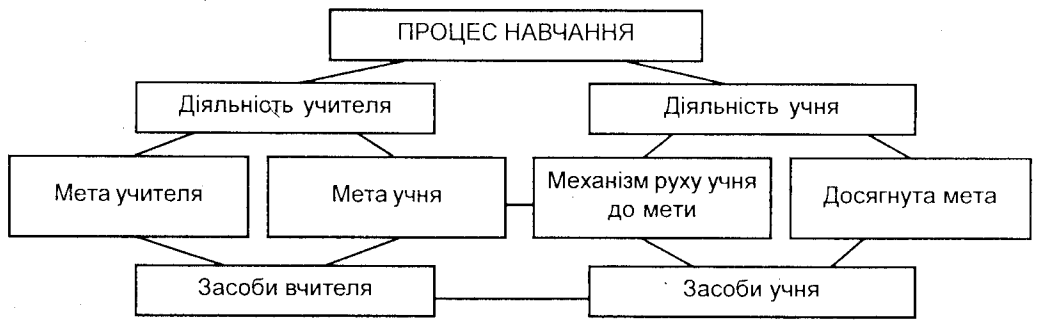 ПРОЦЕС НАВЧАННЯ
Діяльність учителя
Діяльність учня
Мета учителя
Мета учня
Механізм руху учня
до мети
Досягнута мета
Засоби вчителя
Засоби учня